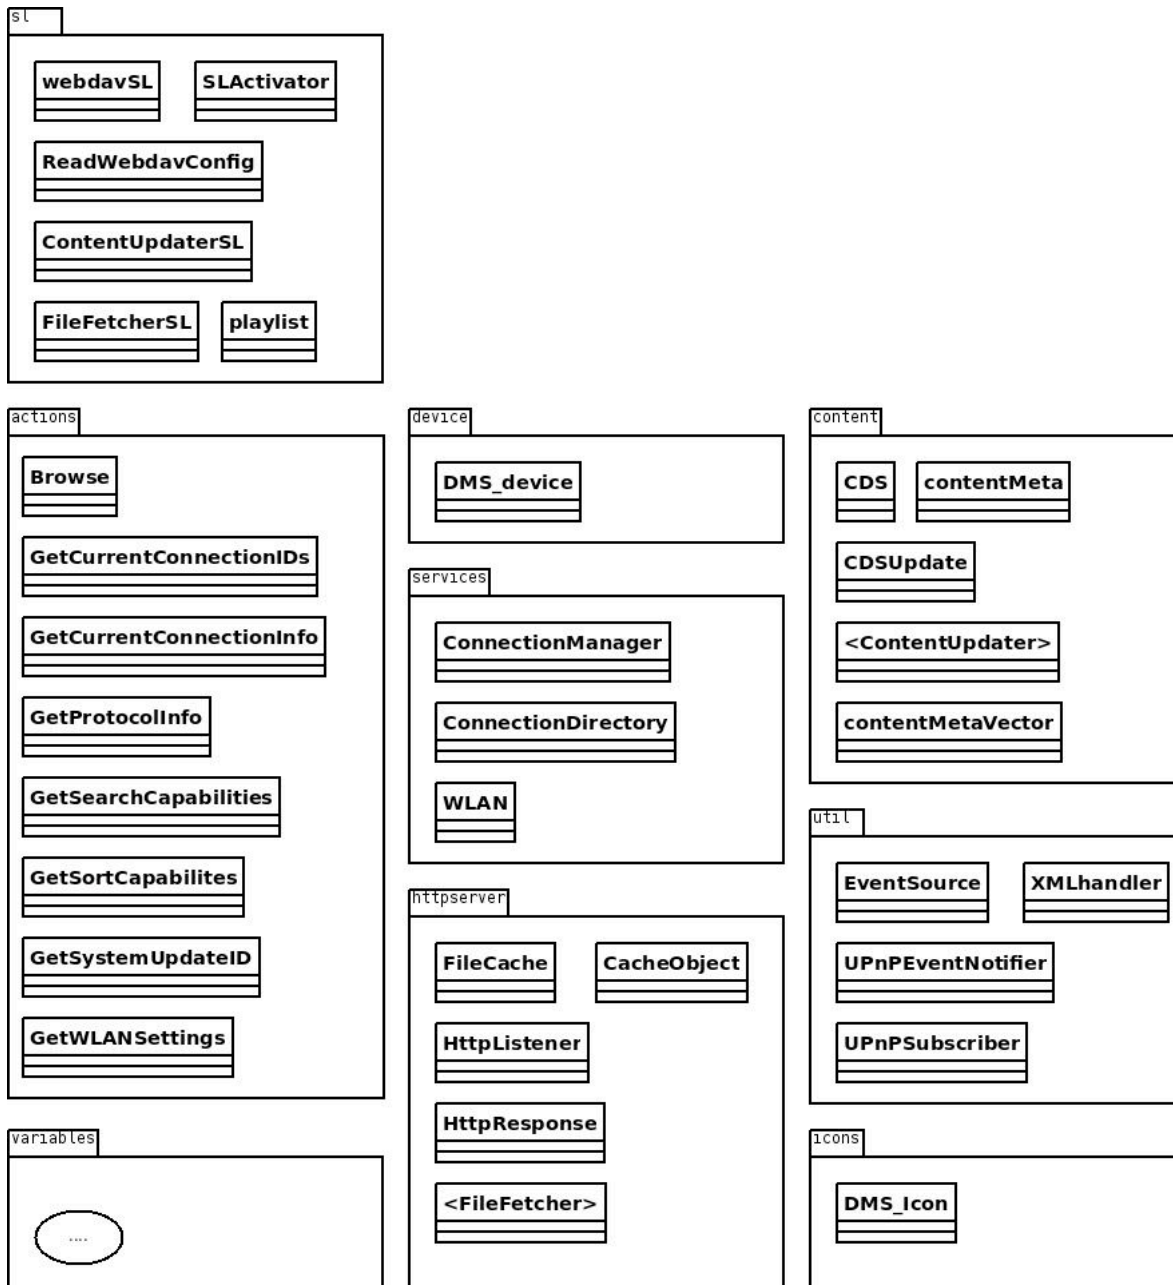 sl
webdavSL SLActivator
ReadWebdavConfig
ContentUpdaterSL
FileFetcherSL playlist
actions
Browse
GetCurrentConnectionIDs
GetCurrentConnectionInfo
GetProtocolInfo
GetSearchCapabilities
GetSortCapabilites
GetSystemUpdateID
GetWLANSettings
variables
....
device
DMS_device
services
ConnectionManager
ConnectionDirectory
WLAN
httpserver
FileCache CacheObject
HttpListener
HttpResponse
<FileFetcher>
content
CDS contentMeta
CDSUpdate
<ContentUpdater>
contentMetaVector
util
EventSource XMLhandler
UPnPEventNotifier
UPnPSubscriber
icons
DMS_Icon